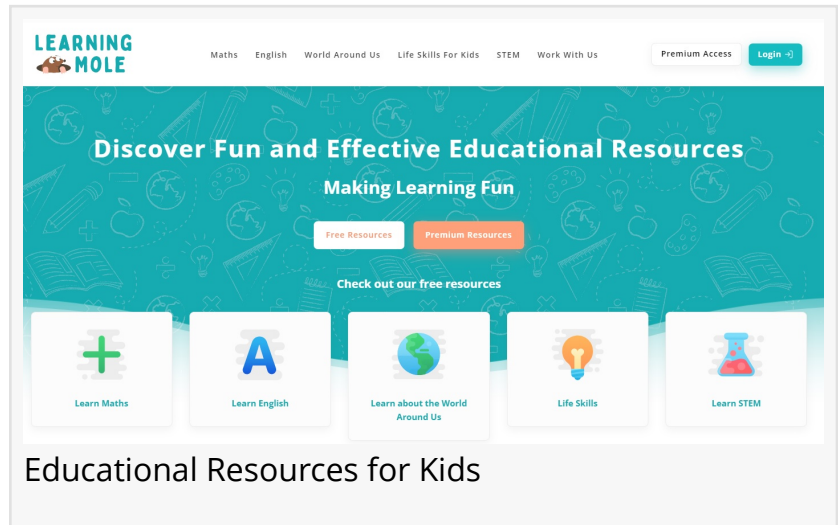 LEARNING
MOLE
Maths English World Around Us Life Skills For Kids STEM Work With Us
Premium Access
Login
Discover Fun and Effective Educational Resources
Making Learning Fun
Free Resources
Premium Resources
Check out our free resources
A
Learn Maths
Learn English
Learn about the World
Around Us
Life Skills
Learn STEM
Educational Resources for Kids